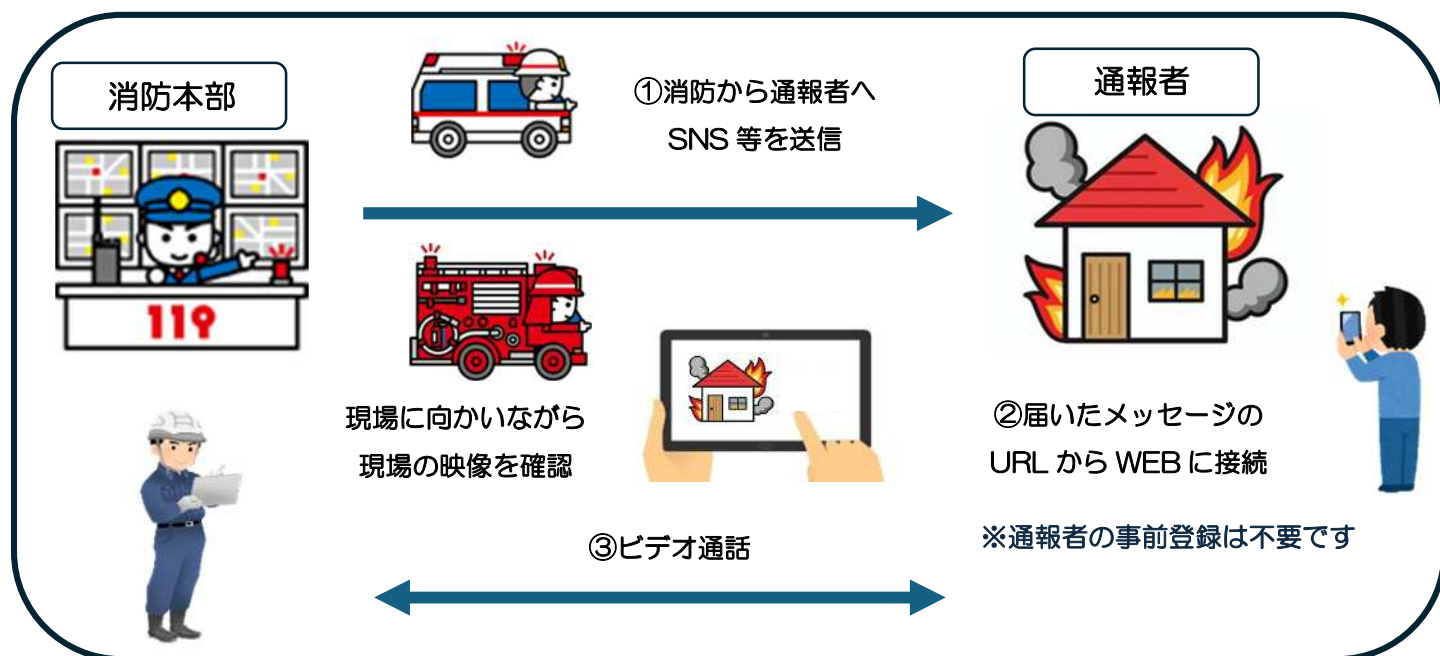 消防本部
119
①消防から通報者へ
SNS 等を送信
通報者
現場に向かいながら
現場の映像を確認
②届いたメッセージの
URL から WEB に接続
※通報者の事前登録は不要です
③ビデオ通話